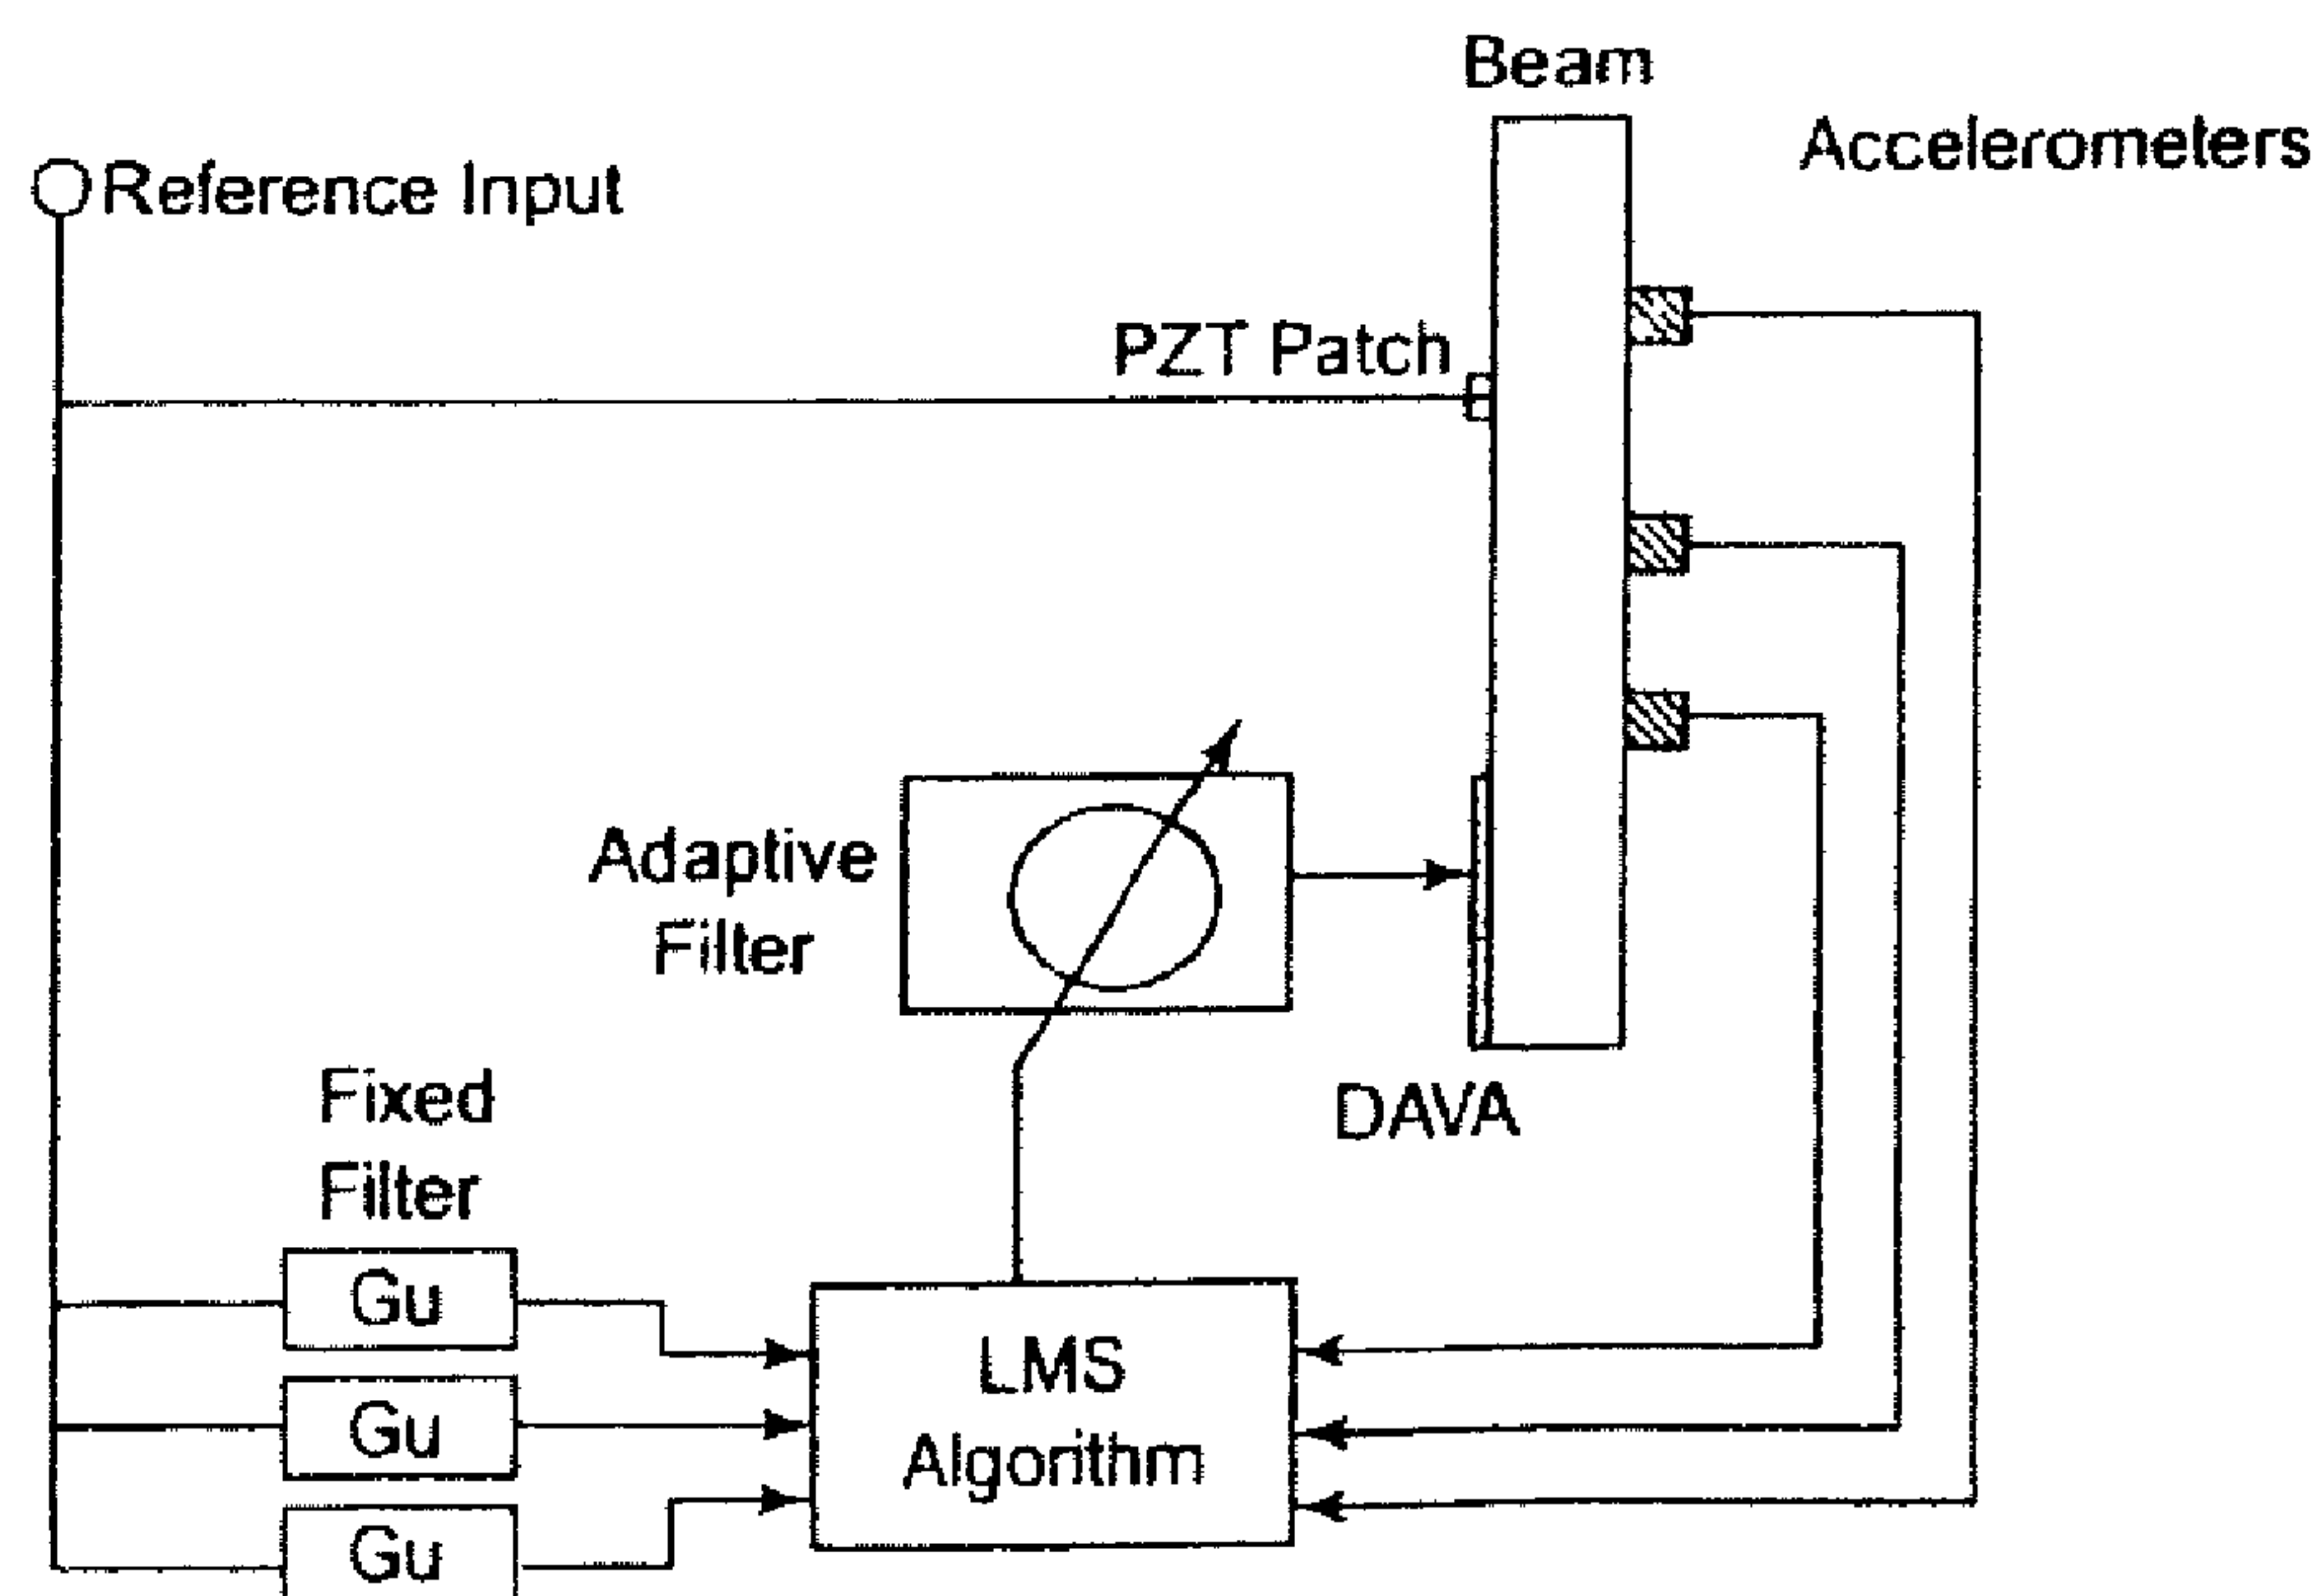 Beam
Accelerometers
Reference Input
PZT Patch
Adaptive
Filter
DAVA
Fixed
Filter
Gu
Gu
Gu
LMS
Algorithm